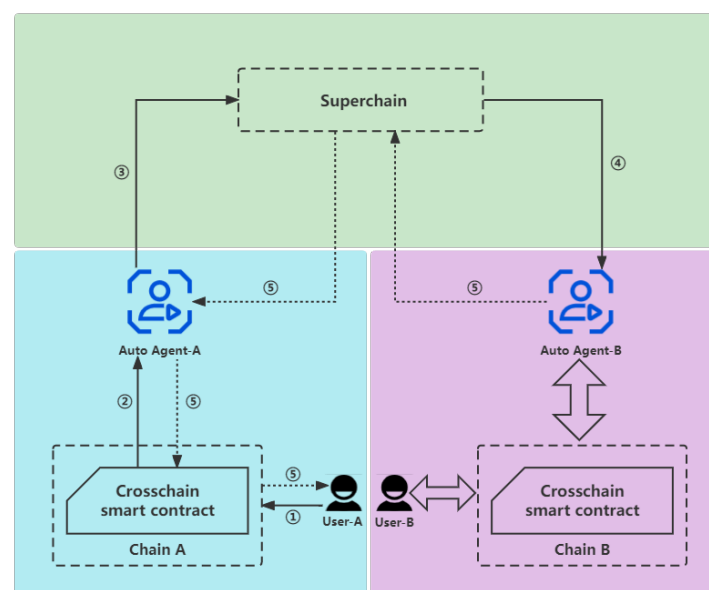 Superchain
③
④
⑤
⑤
Auto Agent-A
Auto Agent-B
②
⑤
Crosschain
smart contract
Chain A
⑤
①
User-A
User-B
Crosschain
smart contract
Chain B